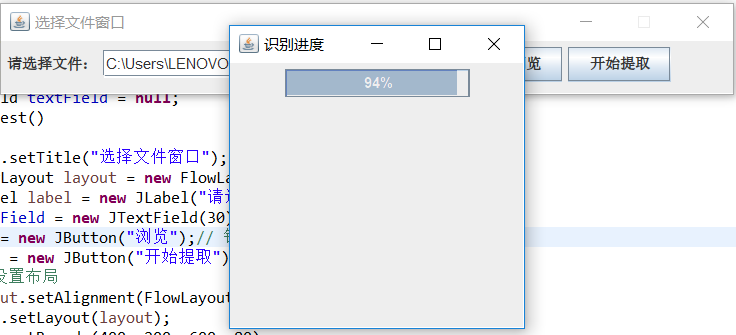 选择文件窗口
识别进度
请选择文件：
C:\Users\LENOVO
览
开始提取
94%
ld textField = null;
est()
.setTitle("选择文件窗口");
Layout layout = new FlowLa
el label = new JLabel("请
Field = new JTextField(30)
= new JButton("浏览");//
= new JButton("开始提取")
设置布局
ut.setAlignment(FlowLayout
.setLayout(layout);